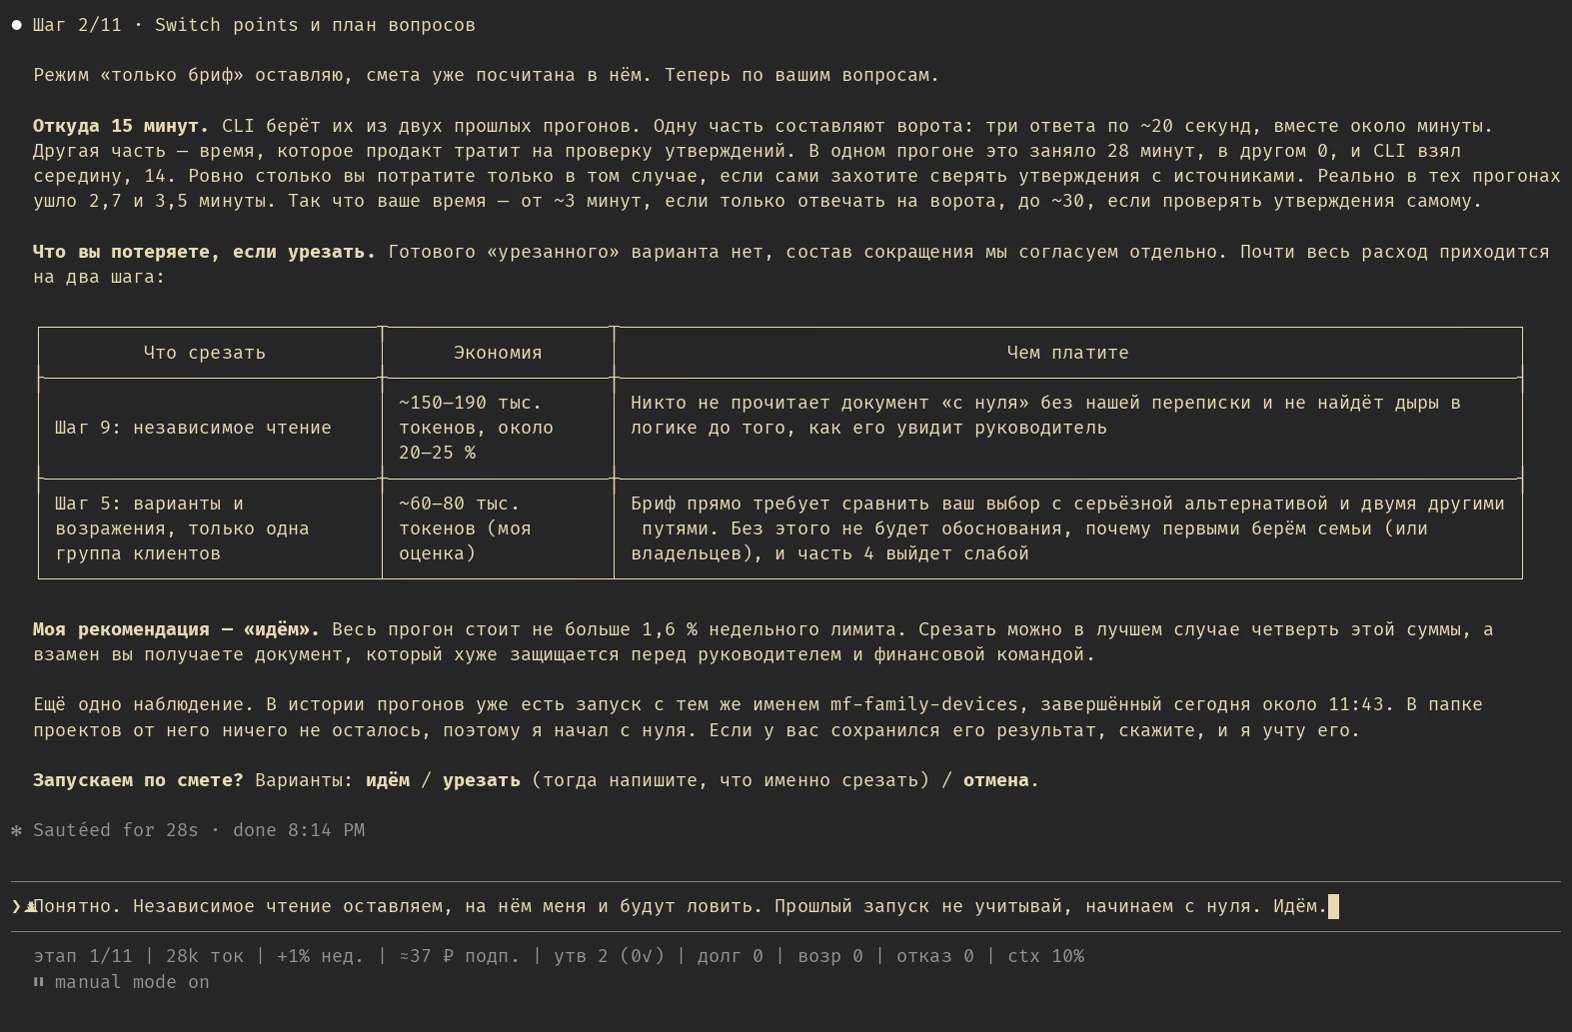 ● Шаг 2/11 · Switch points и план вопросов
Режим «только бриф» оставляю, смета уже посчитана в нём. Теперь по вашим вопросам.
Откуда 15 минут. CLI берёт их из двух прошлых прогонов. Одну часть составляют ворота: три ответа по ~20 секунд, вместе около минуты.
Другая часть — время, которое продакт тратит на проверку утверждений. В одном прогоне это заняло 28 минут, в другом 0, и CLI взял
середину, 14. Ровно столько вы потратите только в том случае, если сами захотите сверять утверждения с источниками. Реально в тех прогонах
ушло 2,7 и 3,5 минуты. Так что ваше время — от ~3 минут, если только отвечать на ворота, до ~30, если проверять утверждения самому.
Что вы потеряете, если урезать. Готового «урезанного» варианта нет, состав сокращения мы согласуем отдельно. Почти весь расход приходится
на два шага:
Что срезать
Экономия
Чем платите
Шаг 9: независимое чтение
~150–190 тыс.
токенов, около
20–25 %
Никто не прочитает документ «с нуля» без нашей переписки и не найдёт дыры в
логике до того, как его увидит руководитель
Шаг 5: варианты и
возражения, только одна
группа клиентов
~60–80 тыс.
токенов (моя
оценка)
Бриф прямо требует сравнить ваш выбор с серьёзной альтернативой и двумя другими
путями. Без этого не будет обоснования, почему первыми берём семьи (или
владельцев), и часть 4 выйдет слабой
Моя рекомендация — «идём». Весь прогон стоит не больше 1,6 % недельного лимита. Срезать можно в лучшем случае четверть этой суммы, а
взамен вы получаете документ, который хуже защищается перед руководителем и финансовой командой.
Ещё одно наблюдение. В истории прогонов уже есть запуск с тем же именем mf-family-devices, завершённый сегодня около 11:43. В папке
проектов от него ничего не осталось, поэтому я начал с нуля. Если у вас сохранился его результат, скажите, и я учту его.
Запускаем по смете? Варианты: идём / урезать (тогда напишите, что именно срезать) / отмена.
✻ Sautéed for 28s · done 8:14 PM
❯ Понятно. Независимое чтение оставляем, на нём меня и будут ловить. Прошлый запуск не учитывай, начинаем с нуля. Идём.
этап 1/11 | 28k ток | +1% нед. | ≈37 ₽ подп. | утв 2 (0✓) | долг 0 | возр 0 | отказ 0 | ctx 10%
⏸ manual mode on